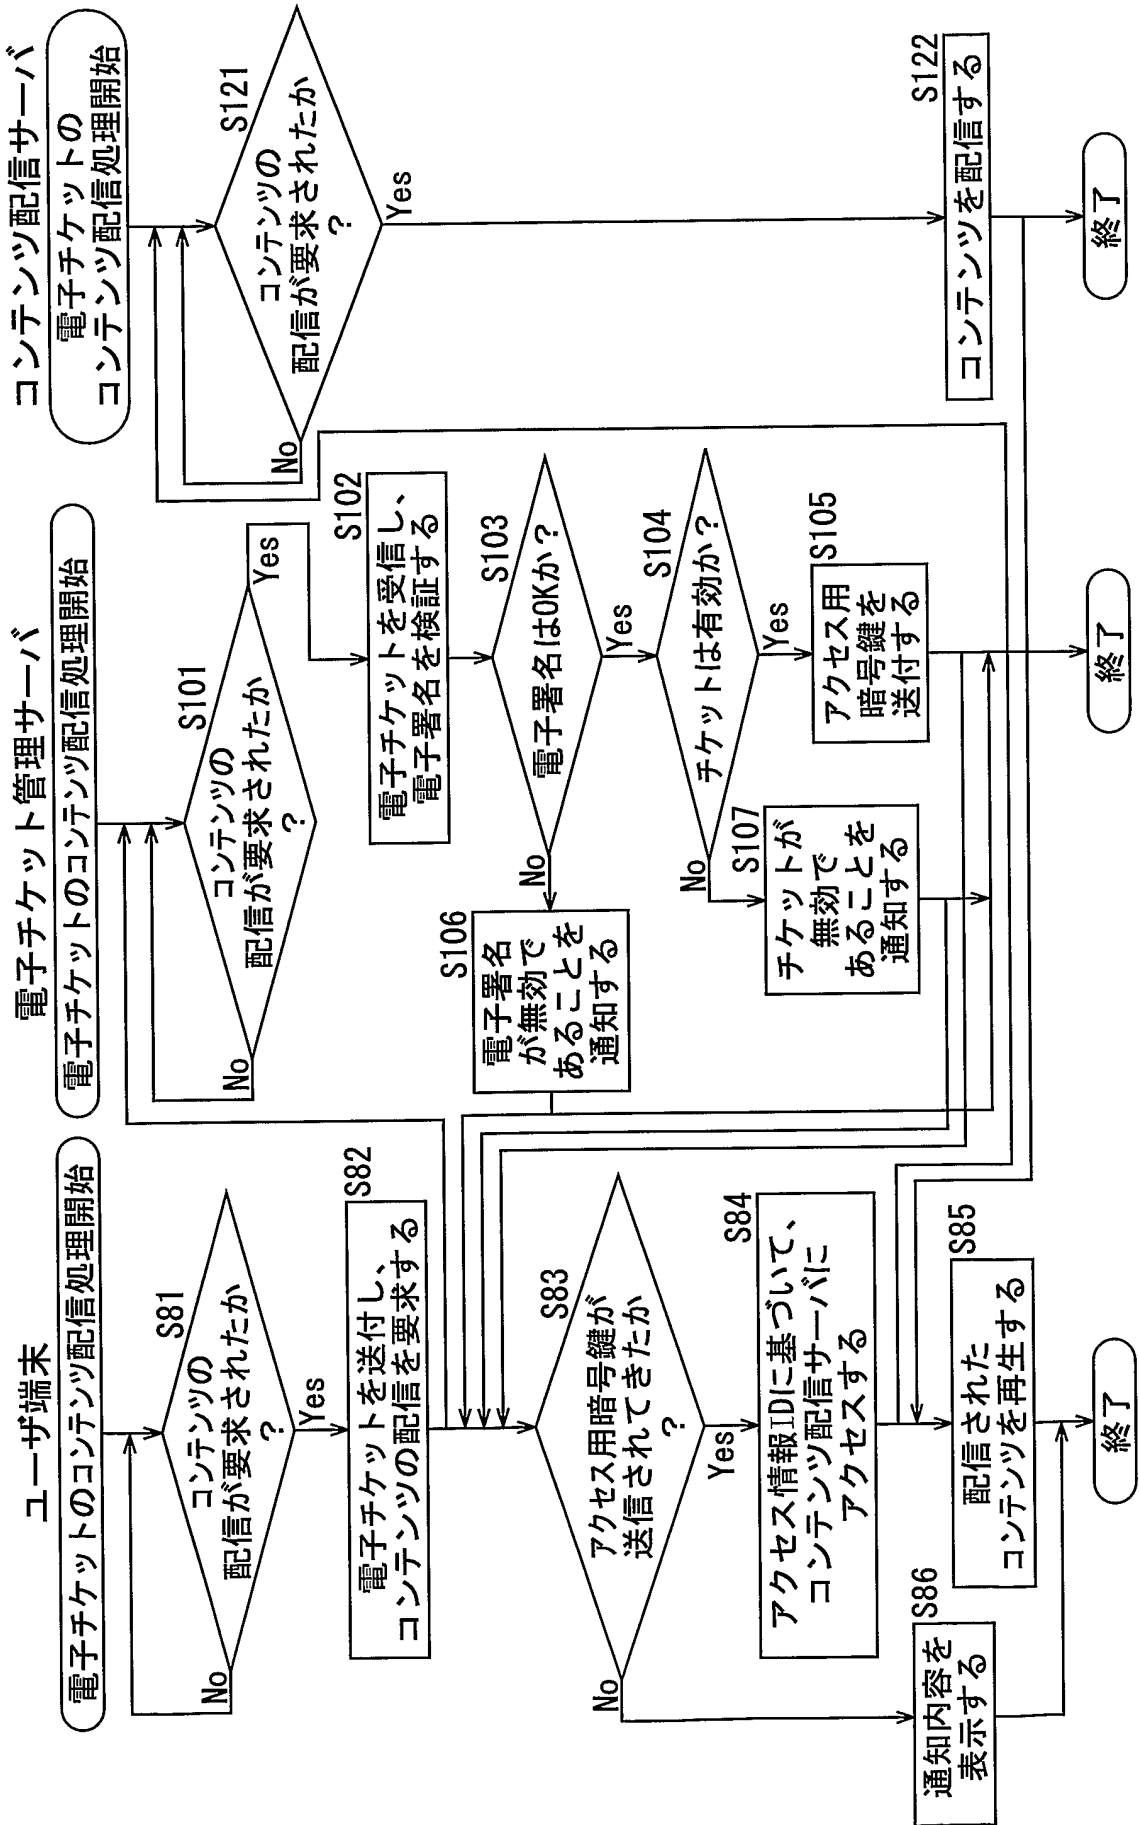 ユーザ端末
電子チケットのコンテンツ配信処理開始
S81
コンテンツの
配信が要求されたか
?
No
Yes
S82
電子チケットを送付し、
コンテンツの配信を要求する
S83
アクセス用暗号鍵が
送信されてきたか
?
No
Yes
S84
アクセス情報IDに基づいて、
コンテンツ配信サーバに
アクセスする
S85
配信された
コンテンツを再生する
S86
通知内容を
表示する
終了
電子チケット管理サーバ
電子チケットのコンテンツ配信処理開始
S101
コンテンツの
配信が要求されたか
?
No
Yes
S102
電子チケットを受信し、
電子署名を検証する
S103
電子署名はOKか?
No
Yes
S106
電子署名
が無効で
あることを
通知する
S104
チケットは有効か?
No
Yes
S107
チケットが
無効で
あることを
通知する
S105
アクセス用
暗号鍵を
送付する
終了
コンテンツ配信サーバ
電子チケットの
コンテンツ配信処理開始
S121
コンテンツの
配信が要求されたか
?
No
Yes
S122
コンテンツを配信する
終了